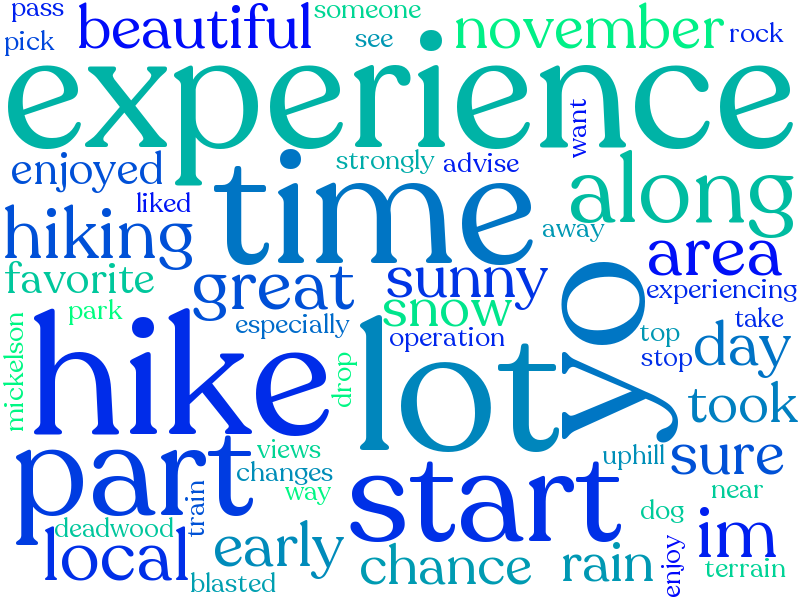 pass
beautiful
someone
november
pick
see
rock
experience
want
enjoyed
strongly
advise
along
liked
time
hiking
away
area
favorite
great
sunny
yo
experiencing
park
snow
take
mickelson
especially
operation
top
day
hike
drop
lot
stop
took
part
views
start
uphill
sure
changes
way
near
train
dog
deadwood
im
local
early
chance
rain
enjoy
terrain
blasted